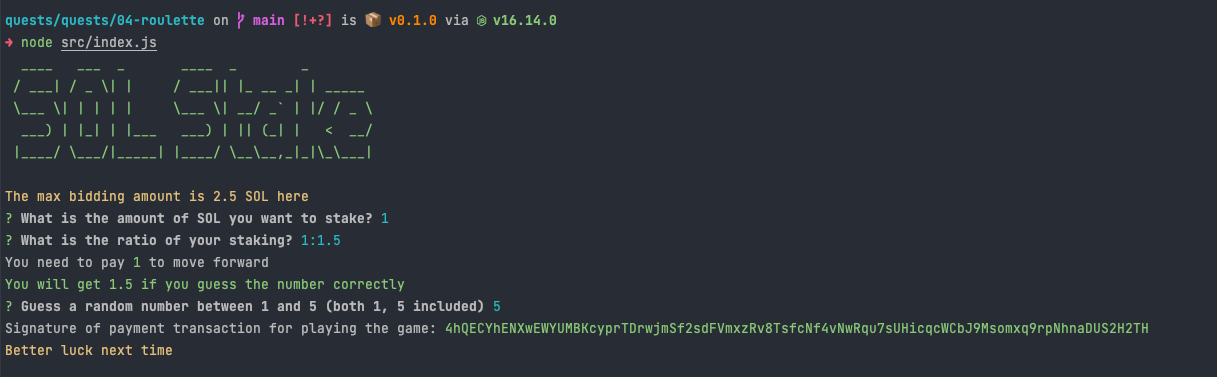 quests/quests/04-roulette on main [!+?] is 📦 v0.1.0 via v16.14.0
➜ node src/index.js
  ____   ___  _       ____  _        _
 / ___| / _ \| |     / ___|| |_ __ _| | _____
 \___ \| | | | |     \___ \| __/ _` | |/ / _ \
  ___) | |_| | |___   ___) | || (_| |   <  __/
 |____/ \___/|_____| |____/ \__\__,_|_|\_\___|
The max bidding amount is 2.5 SOL here
? What is the amount of SOL you want to stake? 1
? What is the ratio of your staking? 1:1.5
You need to pay 1 to move forward
You will get 1.5 if you guess the number correctly
? Guess a random number between 1 and 5 (both 1, 5 included) 5
Signature of payment transaction for playing the game: 4hQECYhENXwEWYUMBKcyprTDrwjmSf2sdFVmxzRv8TsfcNf4vNwRqu7sUHicqcWCbJ9Msomxq9rpNhnaDUS2H2TH
Better luck next time